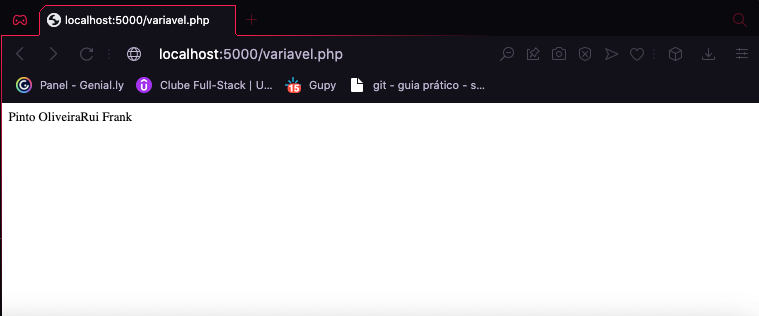 localhost:5000/variavel.php
localhost:5000/variavel.php
Panel - Genial.ly
Clube Full-Stack | U...
15
Gupy
git - guia prático - s...
Pinto OliveiraRui Frank